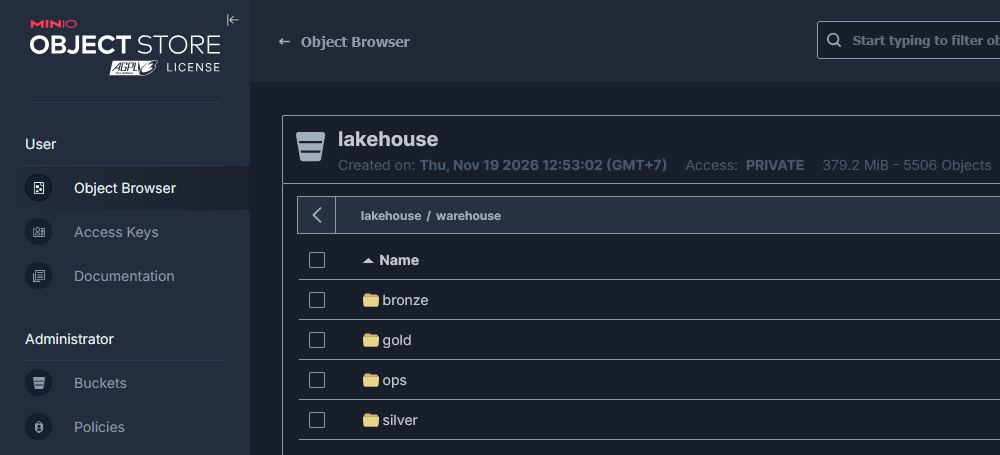 MINIO
OBJECT STORE
AGPL LICENSE
Object Browser
Start typing to filter ob
User
Object Browser
Access Keys
Documentation
Administrator
Buckets
Policies
lakehouse
Created on: Thu, Nov 19 2026 12:53:02 (GMT+7) Access: PRIVATE 379.2 MiB - 5506 Objects
lakehouse / warehouse
Name
bronze
gold
ops
silver